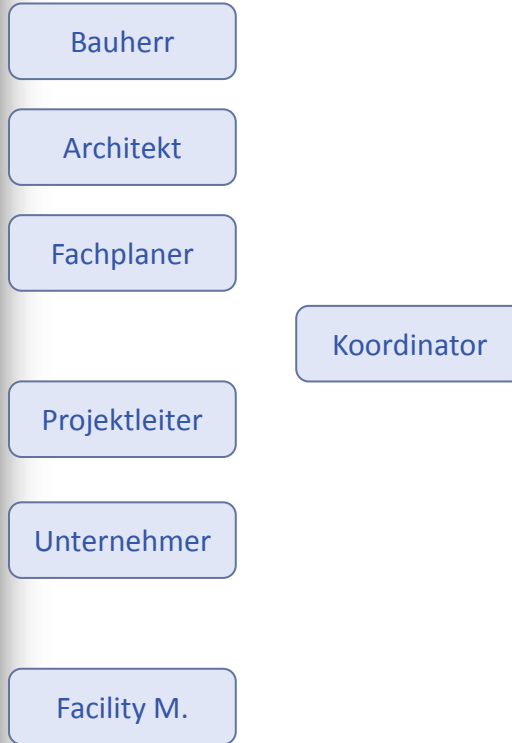 Bauherr
Architekt
Fachplaner
Koordinator
Projektleiter
Unternehmer
Facility M.